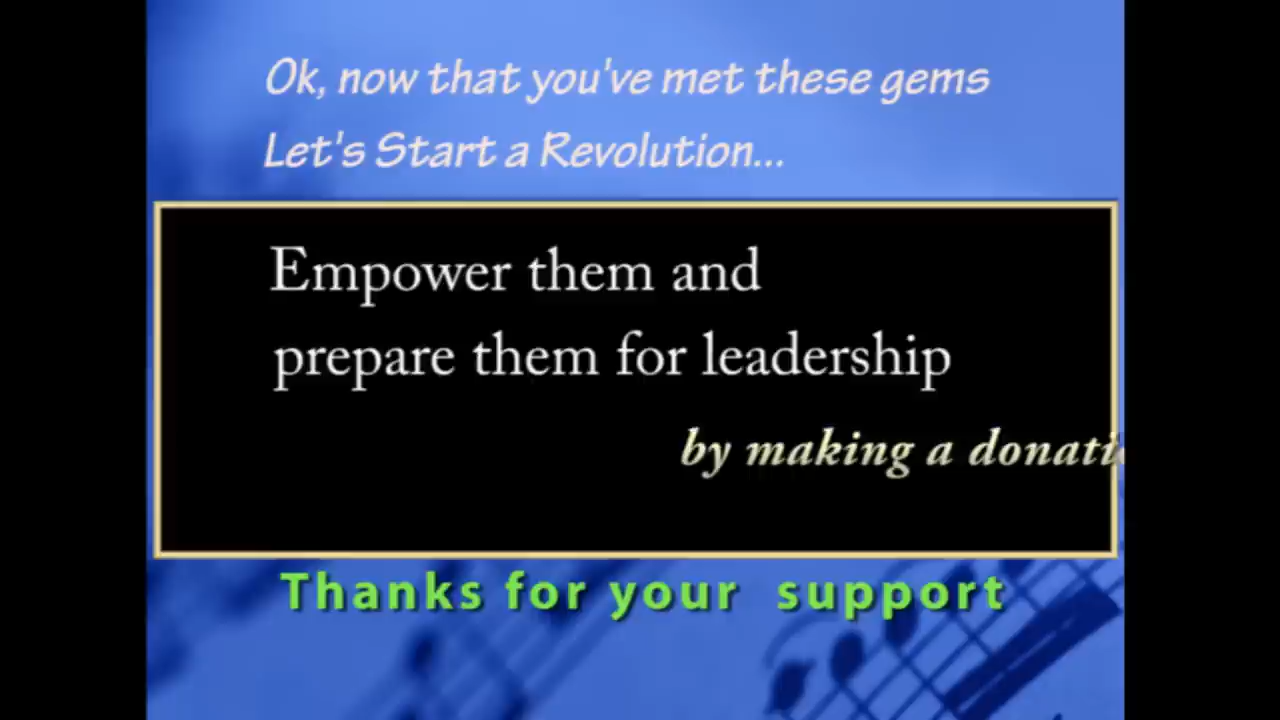 Ok, now that you've met these gems
Let's Start a Revolution...
Empower them and
prepare them for leadership
by making a donati
Thanks for your support